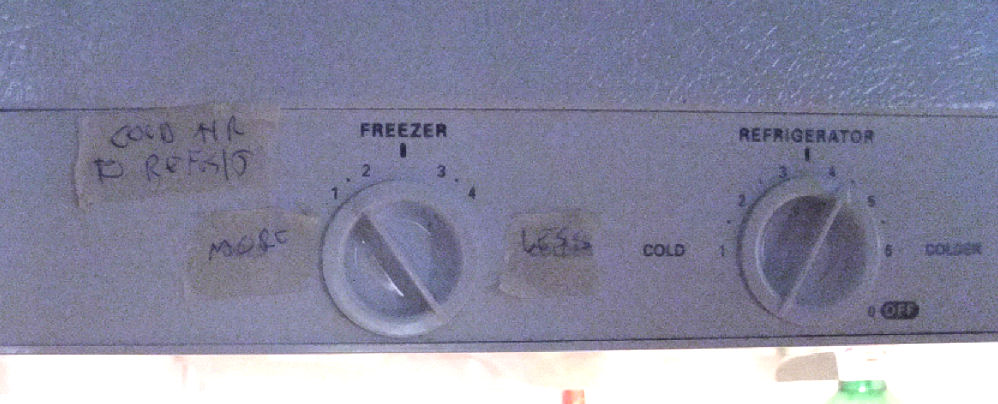 COLD AIR
TO REFG/J
FREEZER
1 2 3 4
MORE
LESS
REFRIGERATOR
1 2 3 4 5 6
COLD
COLDER
0 OFF